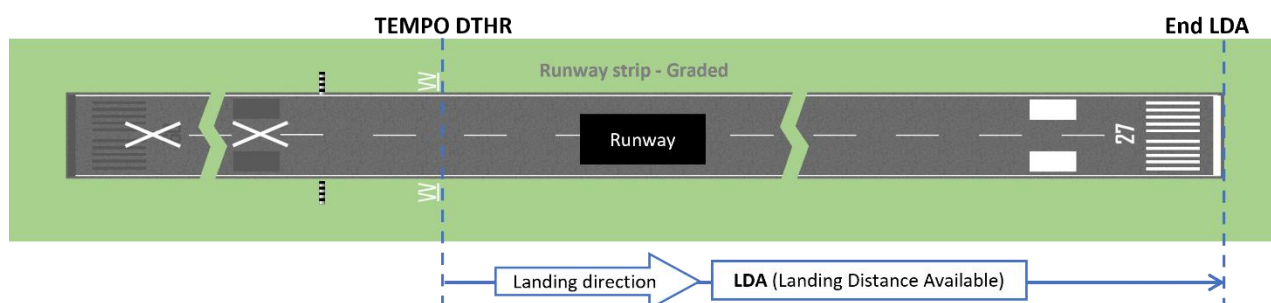 TEMPO DTHR
End LDA
Runway strip - Graded
Runway
27
Landing direction
LDA (Landing Distance Available)